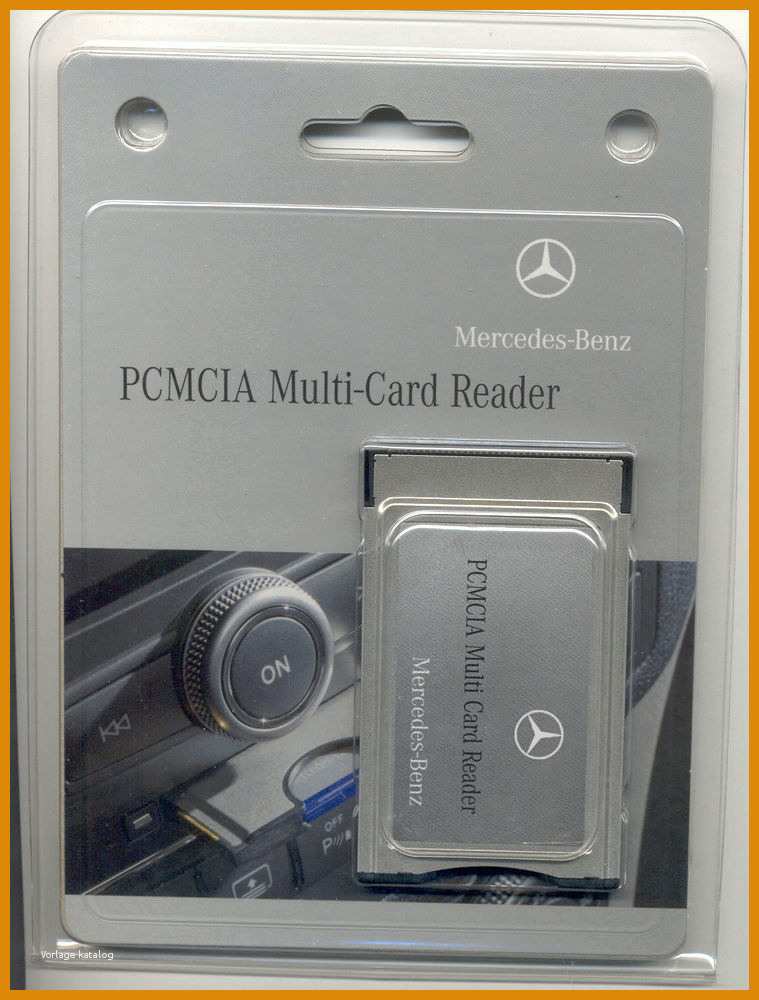 Mercedes-Benz
PCMCIA Multi-Card Reader
PCMCIA Multi Card Reader
Mercedes-Benz
ON
OFF
P
Vorlage-katalog